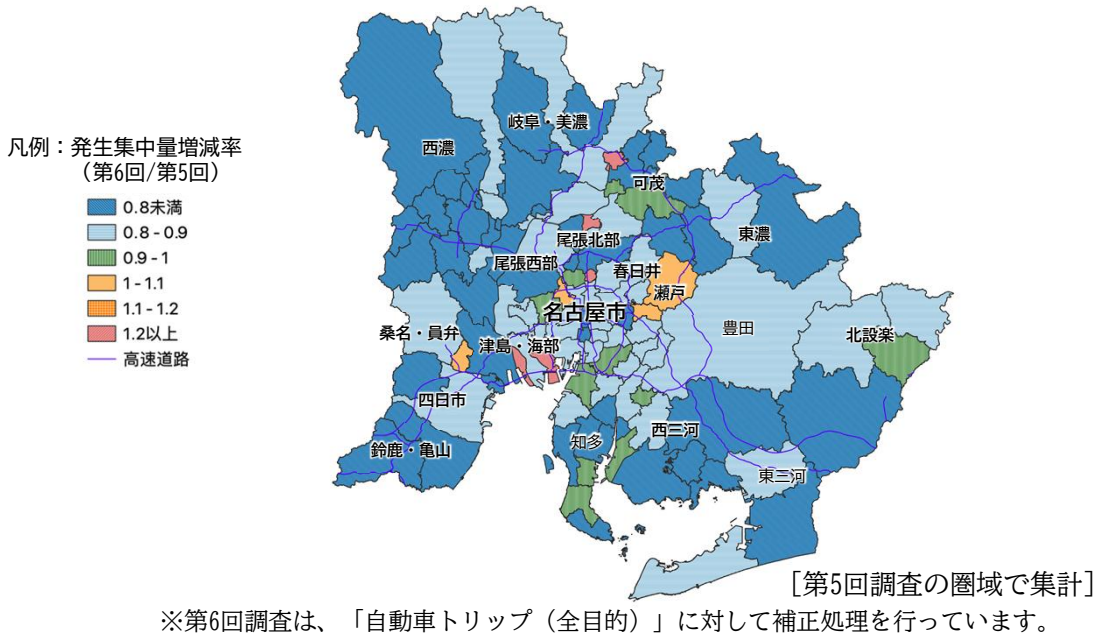 凡例：発生集中量増減率
（第6回/第5回）
0.8未満
0.8 - 0.9
0.9 - 1
1 - 1.1
1.1 - 1.2
1.2以上
高速道路
岐阜・美濃
西濃
可茂
東濃
尾張北部
尾張西部
春日井
瀬戸
名古屋市
豊田
北設楽
桑名・員弁
津島・海部
四日市
西三河
鈴鹿・亀山
知多
東三河
［第5回調査の圏域で集計］
※第6回調査は、「自動車トリップ（全目的）」に対して補正処理を行っています。